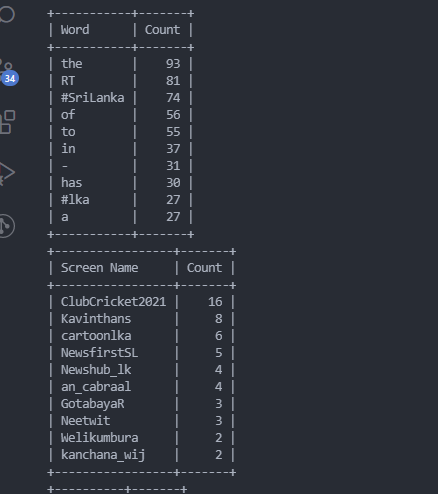 +-----------+-------+
| Word      | Count |
+-----------+-------+
| the       |    93 |
| RT        |    81 |
| #SriLanka |    74 |
| of        |    56 |
| to        |    55 |
| in        |    37 |
| -         |    31 |
| has       |    30 |
| #lka      |    27 |
| a         |    27 |
+-----------+-------+
+-----------------+-------+
| Screen Name     | Count |
+-----------------+-------+
| ClubCricket2021 |    16 |
| Kavinthans      |     8 |
| cartoonlka      |     6 |
| NewsfirstSL     |     5 |
| Newshub_lk      |     4 |
| an_cabraal      |     4 |
| GotabayaR       |     3 |
| Neetwit         |     3 |
| Welikumbura     |     2 |
| kanchana_wij    |     2 |
+-----------------+-------+
+----------+-------+
34